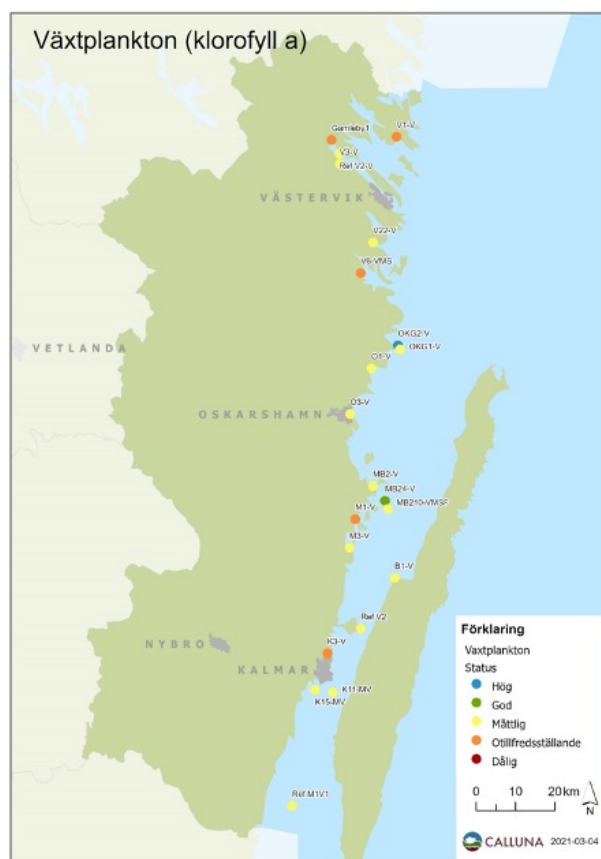 Växtplankton (klorofyll a)
Gamleby1
V1-V
V3-V
Ref V2-V
VÄSTERVIK
V22-V
V6-VMS
OKG2-V
OKG1-V
VETLANDA
O1-V
O3-V
OSKARSHAMN
MB2-V
MB24-V
MB210-VMSF
M1-V
M3-V
B1-V
Ref V2
K3-V
NYBRO
KALMAR
K11-MV
K15-MV
Ref M1V1
Förklaring
Vaxtplankton
Status
Hög
God
Måttlig
Otillfredsställande
Dålig
0 10 20 km
N
CALLUNA 2021-03-04